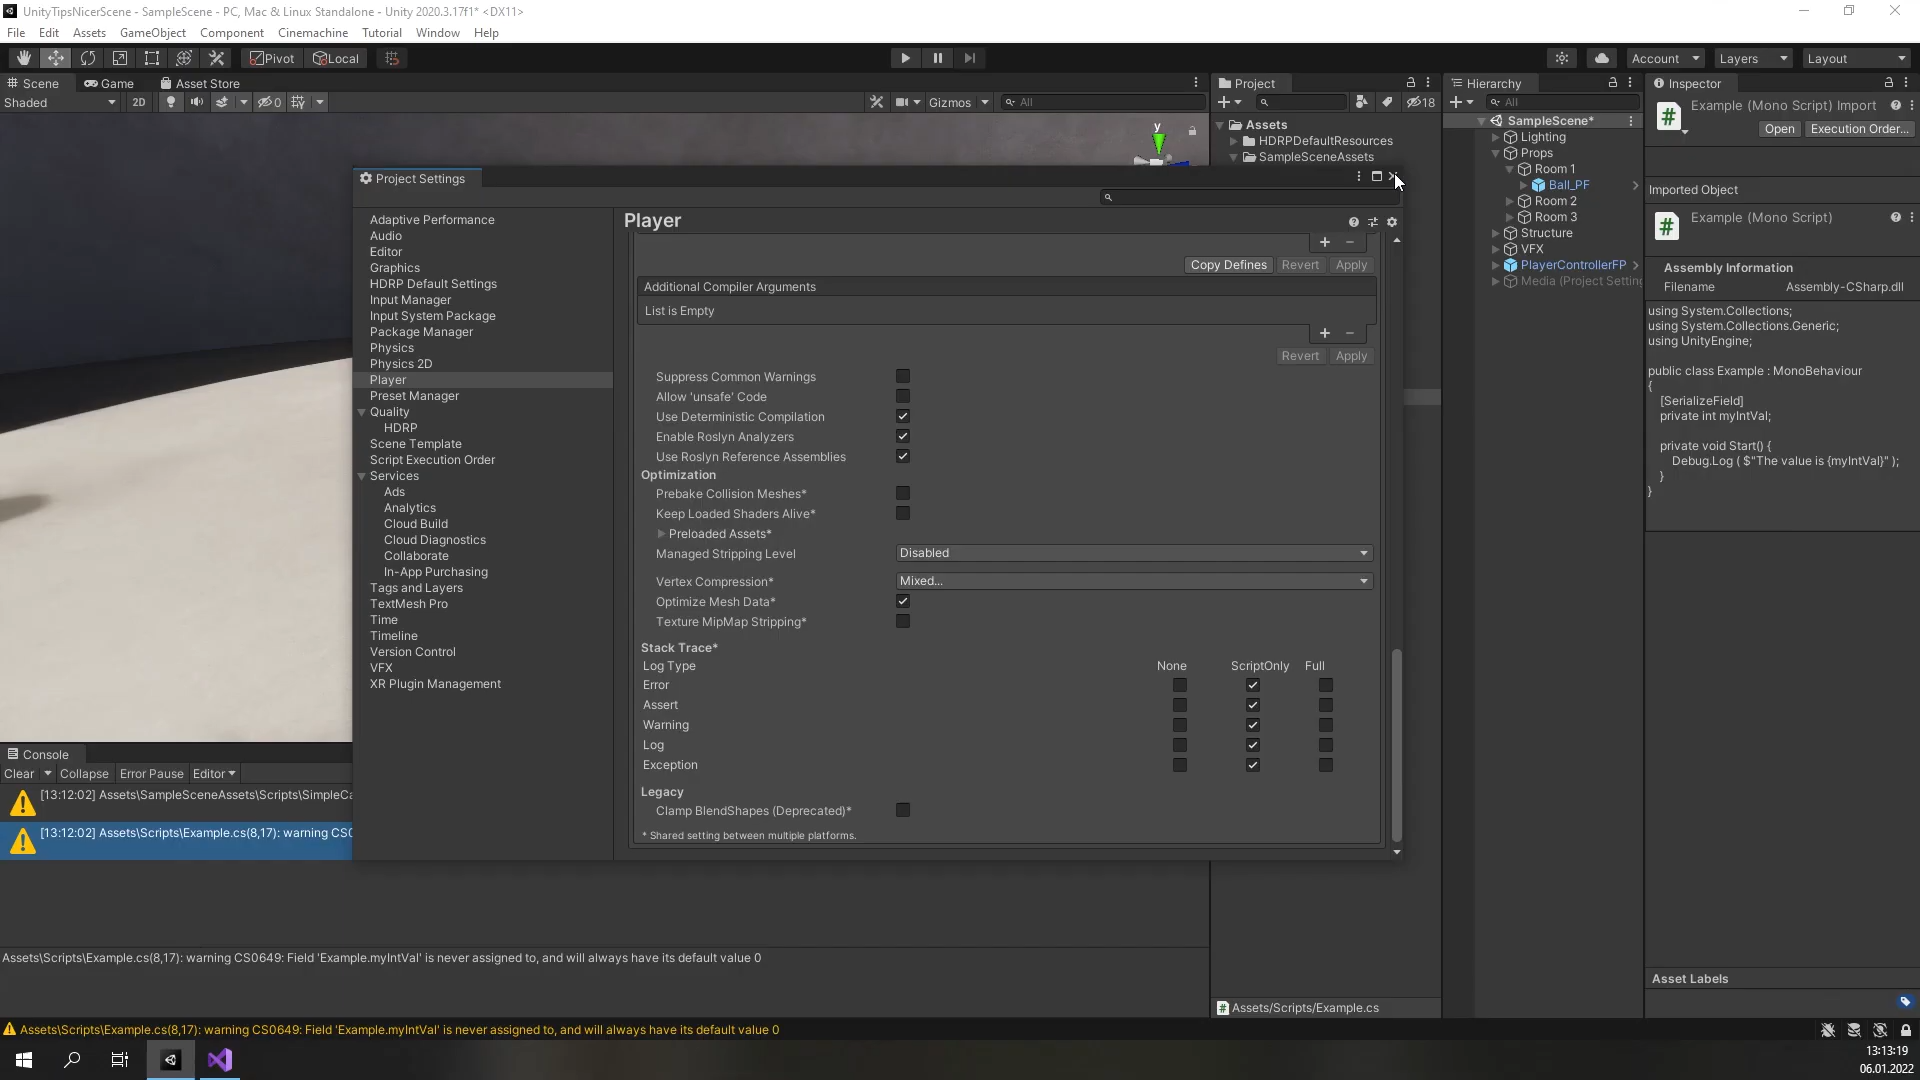 UnityTipsNicerScene - SampleScene - PC, Mac & Linux Standalone - Unity 2020.3.17f1* <DX11>
File Edit Assets GameObject Component Cinemachine Tutorial Window Help
Pivot Local Account Layers Layout
Scene Game Asset Store
Shaded 2D 0 Gizmos All
Project
18
Assets
HDRPDefaultResources
SampleSceneAssets
Assets/Scripts/Example.cs
Hierarchy
All
SampleScene*
Lighting
Props
Room 1
Ball_PF
Room 2
Room 3
Structure
VFX
PlayerControllerFP
Media (Project Setting
Inspector
Example (Mono Script) Import
Open Execution Order...
Imported Object
Example (Mono Script)
Assembly Information
Filename Assembly-CSharp.dll
using System.Collections;
using System.Collections.Generic;
using UnityEngine;
public class Example : MonoBehaviour
{
[SerializeField]
private int myIntVal;
private void Start() {
Debug.Log ( $"The value is {myIntVal}" );
}
}
Asset Labels
Project Settings
Adaptive Performance
Audio
Editor
Graphics
HDRP Default Settings
Input Manager
Input System Package
Package Manager
Physics
Physics 2D
Player
Preset Manager
Quality
HDRP
Scene Template
Script Execution Order
Services
Ads
Analytics
Cloud Build
Cloud Diagnostics
Collaborate
In-App Purchasing
Tags and Layers
TextMesh Pro
Time
Timeline
Version Control
VFX
XR Plugin Management
Player
Copy Defines Revert Apply
Additional Compiler Arguments
List is Empty
Revert Apply
Suppress Common Warnings
Allow 'unsafe' Code
Use Deterministic Compilation
Enable Roslyn Analyzers
Use Roslyn Reference Assemblies
Optimization
Prebake Collision Meshes*
Keep Loaded Shaders Alive*
Preloaded Assets*
Managed Stripping Level Disabled
Vertex Compression* Mixed...
Optimize Mesh Data*
Texture MipMap Stripping*
Stack Trace*
Log Type None ScriptOnly Full
Error
Assert
Warning
Log
Exception
Legacy
Clamp BlendShapes (Deprecated)*
* Shared setting between multiple platforms.
Console
Clear Collapse Error Pause Editor
[13:12:02] Assets\SampleSceneAssets\Scripts\SimpleCa
[13:12:02] Assets\Scripts\Example.cs(8,17): warning CS0
Assets\Scripts\Example.cs(8,17): warning CS0649: Field 'Example.myIntVal' is never assigned to, and will always have its default value 0
Assets\Scripts\Example.cs(8,17): warning CS0649: Field 'Example.myIntVal' is never assigned to, and will always have its default value 0
13:13:19
06.01.2022